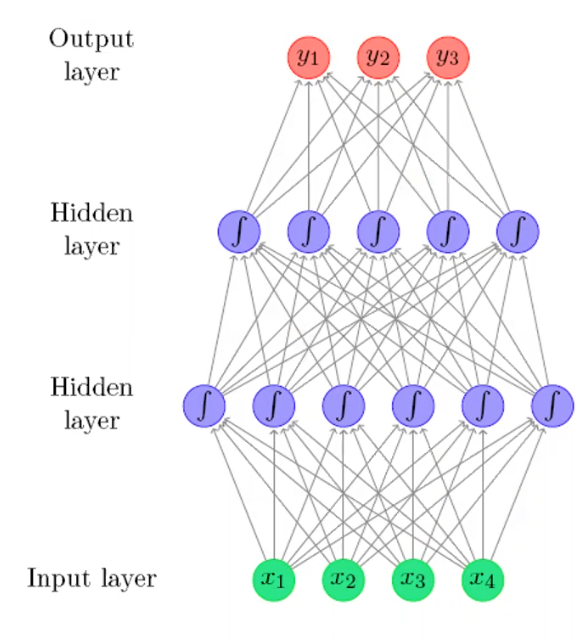 Output
layer
y₁ y₂ y₃
Hidden
layer
∫ ∫ ∫ ∫ ∫
Hidden
layer
∫ ∫ ∫ ∫ ∫ ∫
Input layer
x₁ x₂ x₃ x₄